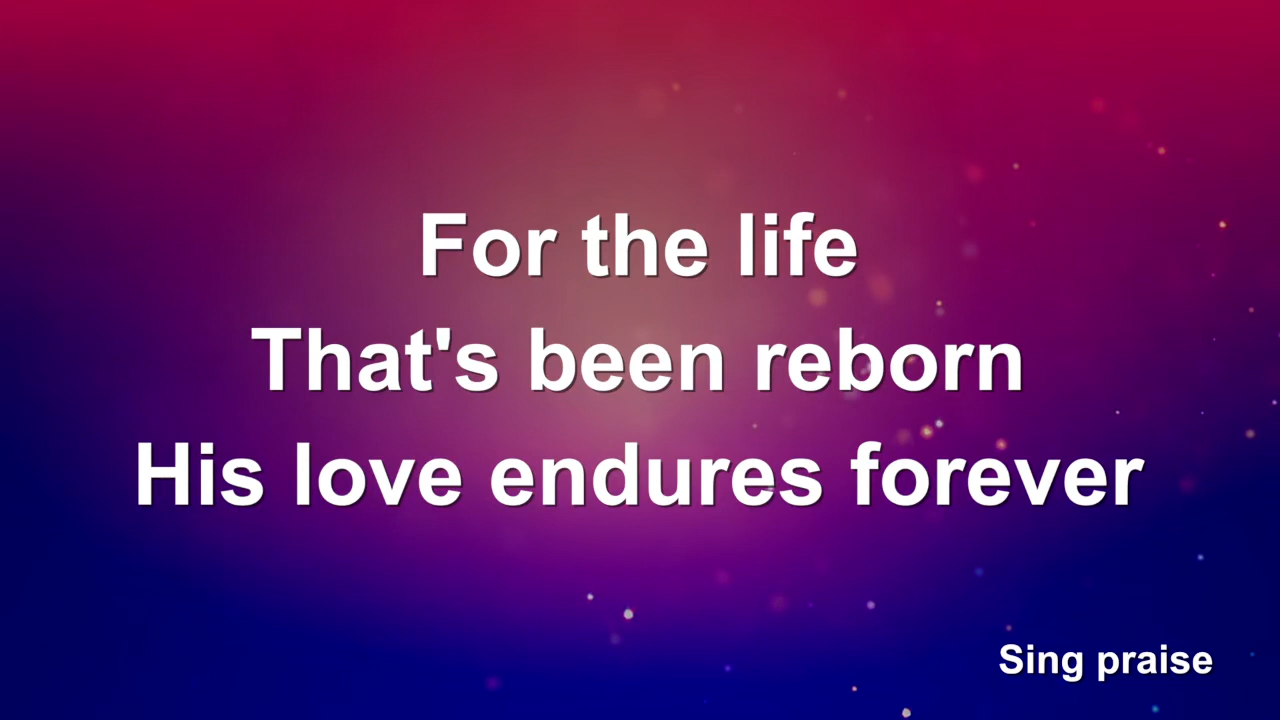 For the life
That's been reborn
His love endures forever
Sing praise